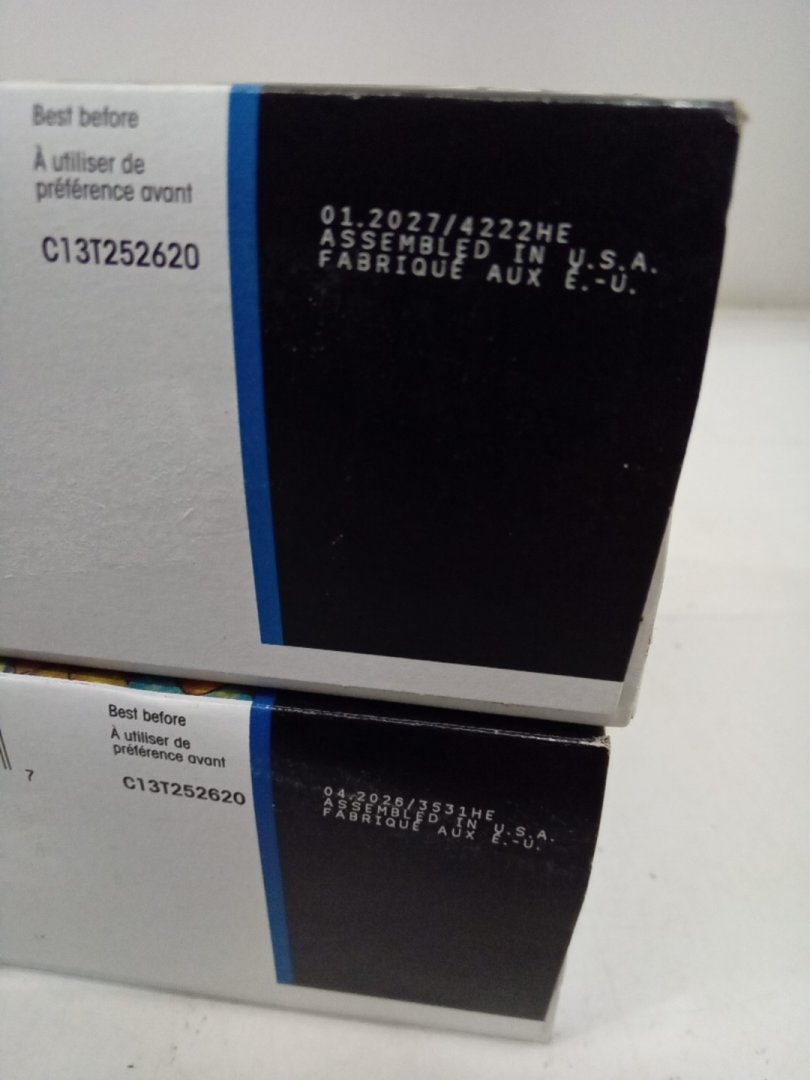 Best before
À utiliser de
préférence avant
C13T252620
01.2027/4222HE
ASSEMBLED IN U.S.A.
FABRIQUÉ AUX É.-U.
7
Best before
À utiliser de
préférence avant
C13T252620
04.2026/3531HE
ASSEMBLED IN U.S.A.
FABRIQUÉ AUX É.-U.